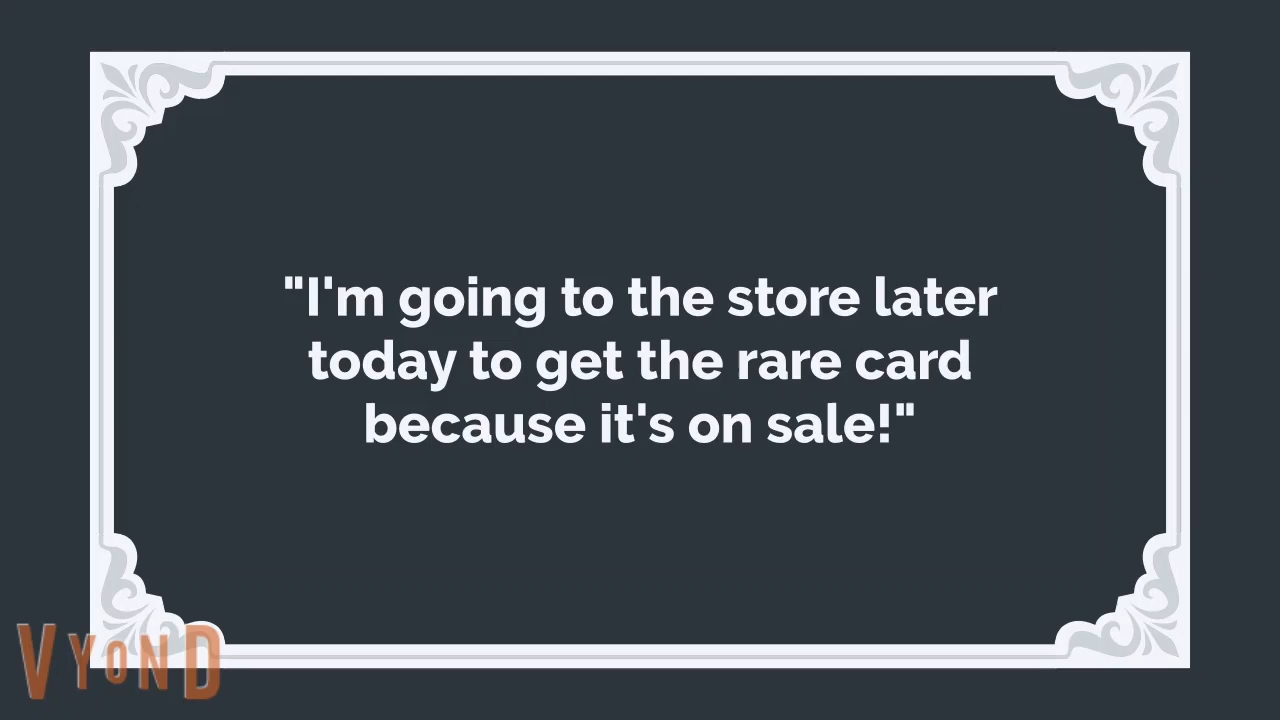 "I'm going to the store later
today to get the rare card
because it's on sale!"
VYOND